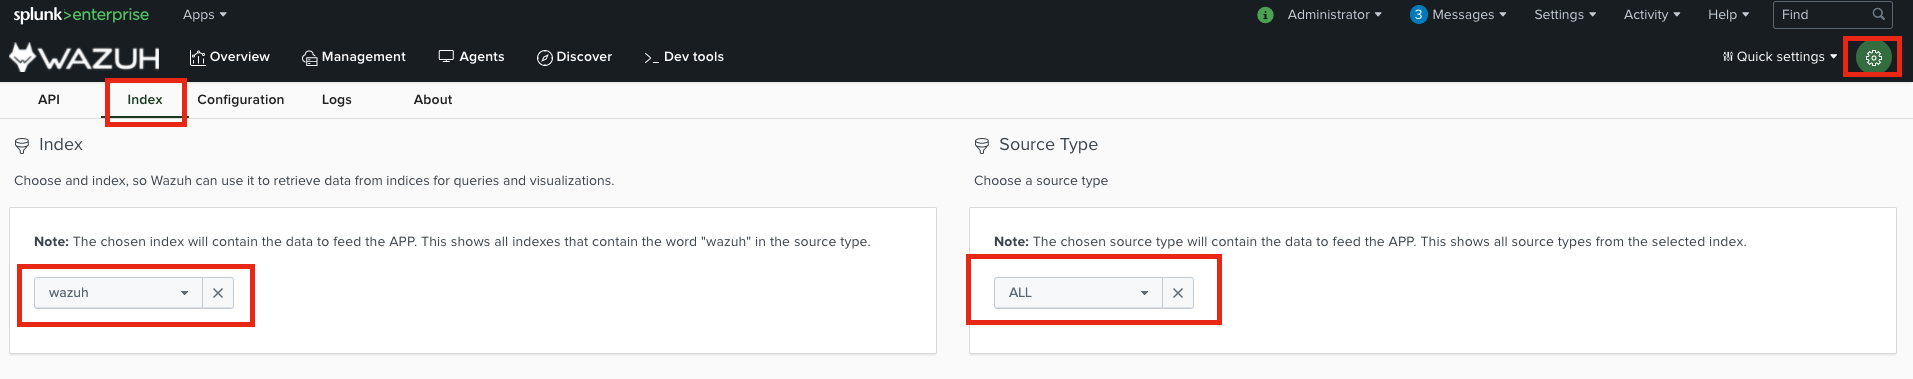 splunk>enterprise Apps Administrator 3 Messages Settings Activity Help Find
WAZUH Overview Management Agents Discover >_ Dev tools Quick settings
API Index Configuration Logs About
Index
Choose and index, so Wazuh can use it to retrieve data from indices for queries and visualizations.
Note: The chosen index will contain the data to feed the APP. This shows all indexes that contain the word "wazuh" in the source type.
wazuh
Source Type
Choose a source type
Note: The chosen source type will contain the data to feed the APP. This shows all source types from the selected index.
ALL